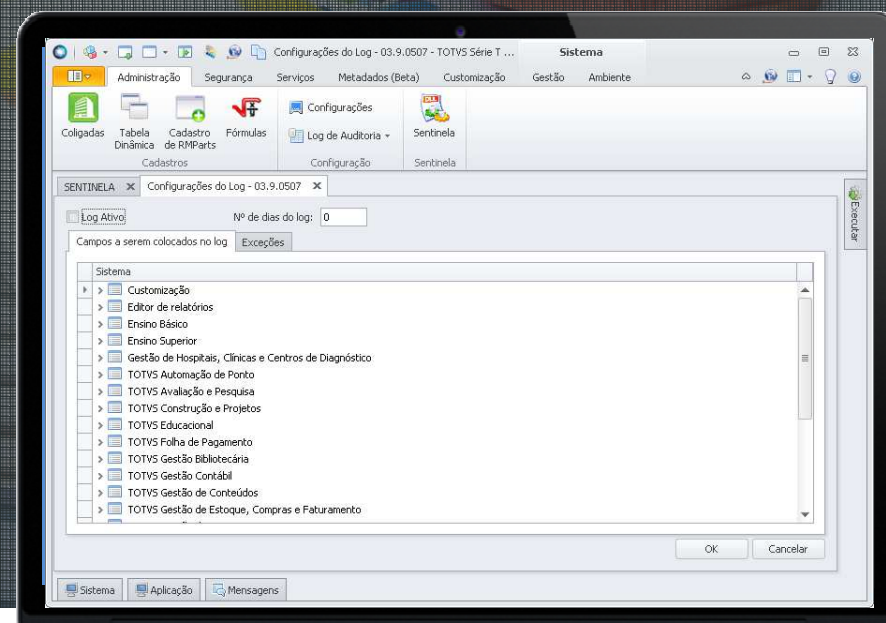 Configurações do Log - 03.9.0507 - TOTVS Série T ... Sistema
Administração Segurança Serviços Metadados (Beta) Customização Gestão Ambiente
Coligadas Tabela Dinâmica Cadastro de RMParts Fórmulas
Cadastros
Configurações
Log de Auditoria
Configuração
DLL
Sentinela
Sentinela
SENTINELA Configurações do Log - 03.9.0507
Executar
Log Ativo Nº de dias do log: 0
Campos a serem colocados no log Exceções
Sistema
Customização
Editor de relatórios
Ensino Básico
Ensino Superior
Gestão de Hospitais, Clínicas e Centros de Diagnóstico
TOTVS Automação de Ponto
TOTVS Avaliação e Pesquisa
TOTVS Construção e Projetos
TOTVS Educacional
TOTVS Folha de Pagamento
TOTVS Gestão Bibliotecária
TOTVS Gestão Contábil
TOTVS Gestão de Conteúdos
TOTVS Gestão de Estoque, Compras e Faturamento
OK Cancelar
Sistema Aplicação Mensagens